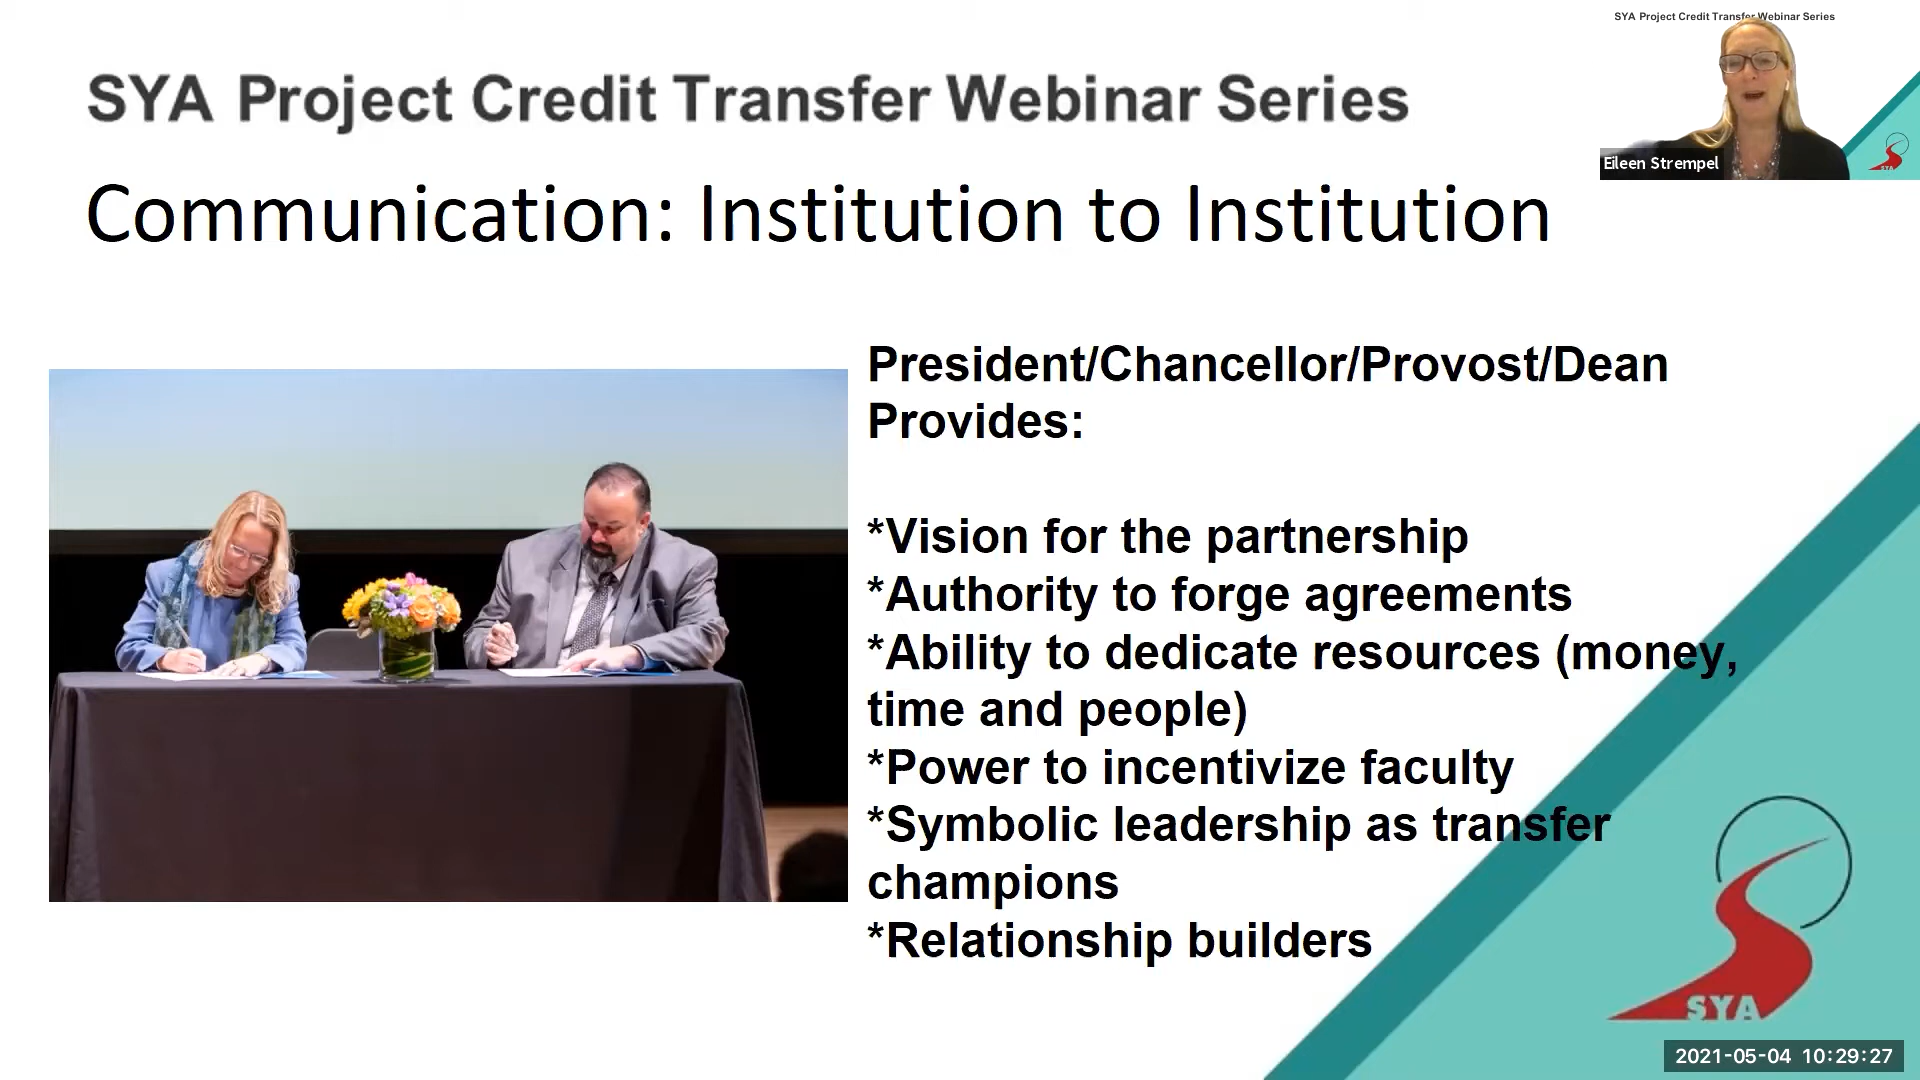 SYA Project Credit Transfer Webinar Series
SYA Project Credit Transfer Webinar Series
Eileen Strempel
Communication: Institution to Institution
President/Chancellor/Provost/Dean
Provides:
*Vision for the partnership
*Authority to forge agreements
*Ability to dedicate resources (money,
time and people)
*Power to incentivize faculty
*Symbolic leadership as transfer
champions
*Relationship builders
SYA
2021-05-04 10:29:27